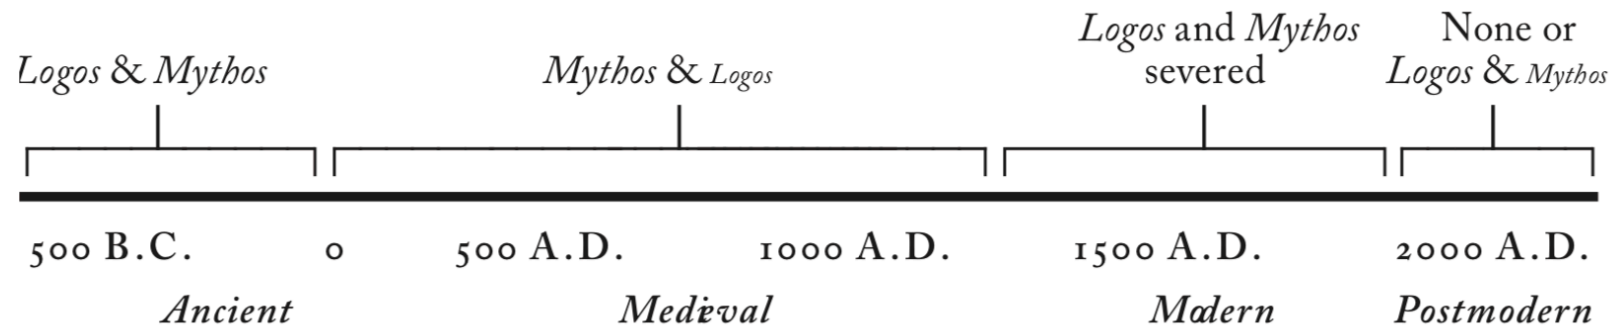 Logos and Mythos
None or
Logos & Mythos
Mythos & Logos
severed
Logos & Mythos
500 B.C.
0
500 A.D.
1000 A.D.
1500 A.D.
2000 A.D.
Ancient
Medieval
Modern
Postmodern